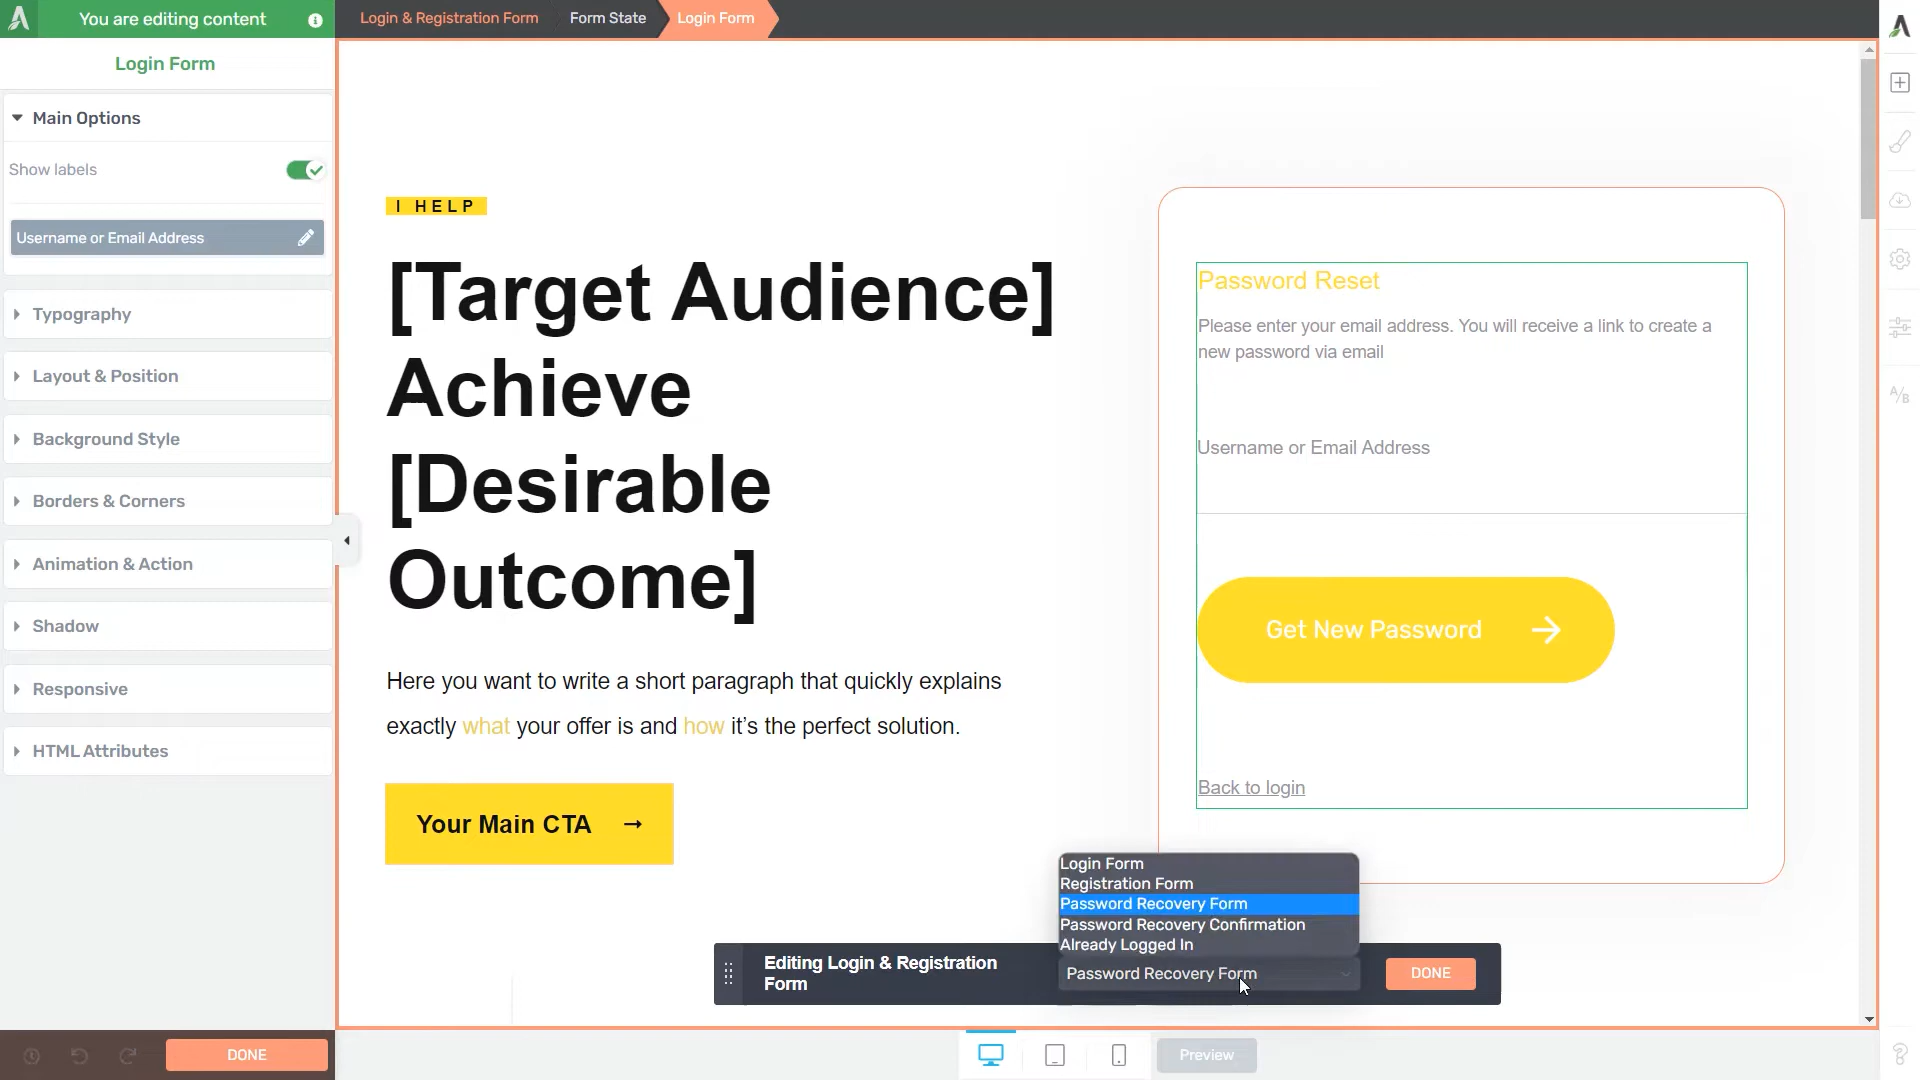 You are editing content
Login & Registration Form
Form State
Login Form
Login Form
Main Options
Show labels
Username or Email Address
Typography
Layout & Position
Background Style
Borders & Corners
Animation & Action
Shadow
Responsive
HTML Attributes
DONE
I HELP
[Target Audience]
Achieve
[Desirable
Outcome]
Here you want to write a short paragraph that quickly explains
exactly what your offer is and how it’s the perfect solution.
Your Main CTA
Password Reset
Please enter your email address. You will receive a link to create a
new password via email
Username or Email Address
Get New Password
Back to login
Login Form
Registration Form
Password Recovery Form
Password Recovery Confirmation
Already Logged In
Editing Login & Registration
Form
Password Recovery Form
DONE
Preview
A/B